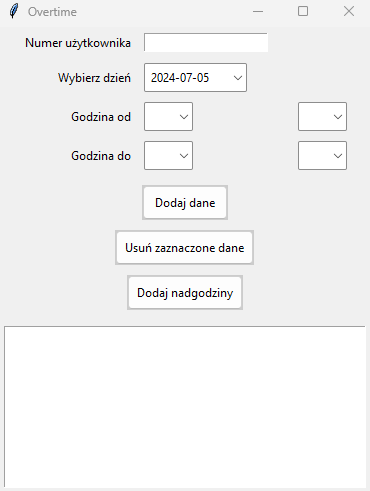 Overtime
Numer użytkownika
Wybierz dzień 2024-07-05
Godzina od
Godzina do
Dodaj dane
Usuń zaznaczone dane
Dodaj nadgodziny